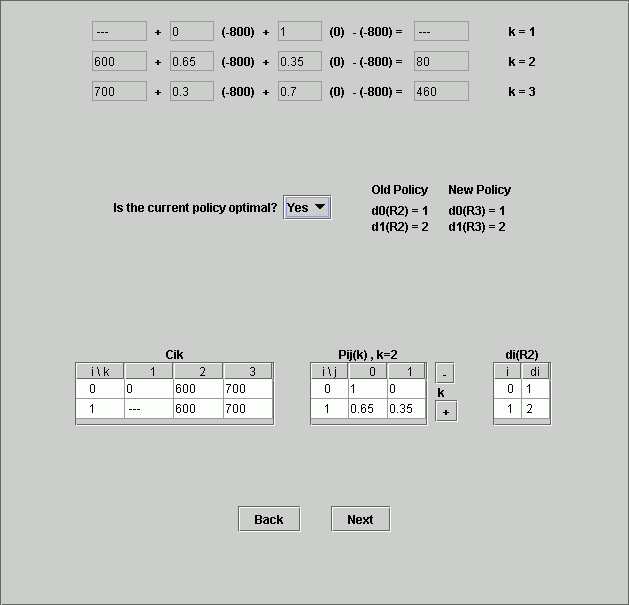 --- + 0 (-800) + 1 (0) - (-800) = --- k = 1
600 + 0.65 (-800) + 0.35 (0) - (-800) = 80 k = 2
700 + 0.3 (-800) + 0.7 (0) - (-800) = 460 k = 3
Old Policy New Policy
Is the current policy optimal? Yes d0(R2) = 1 d0(R3) = 1
d1(R2) = 2 d1(R3) = 2
Cik Pij(k) , k=2 di(R2)
i \ k 1 2 3 i \ j 0 1 - i di
0 0 600 700 0 1 0 k 0 1
1 --- 600 700 1 0.65 0.35 + 1 2
Back Next